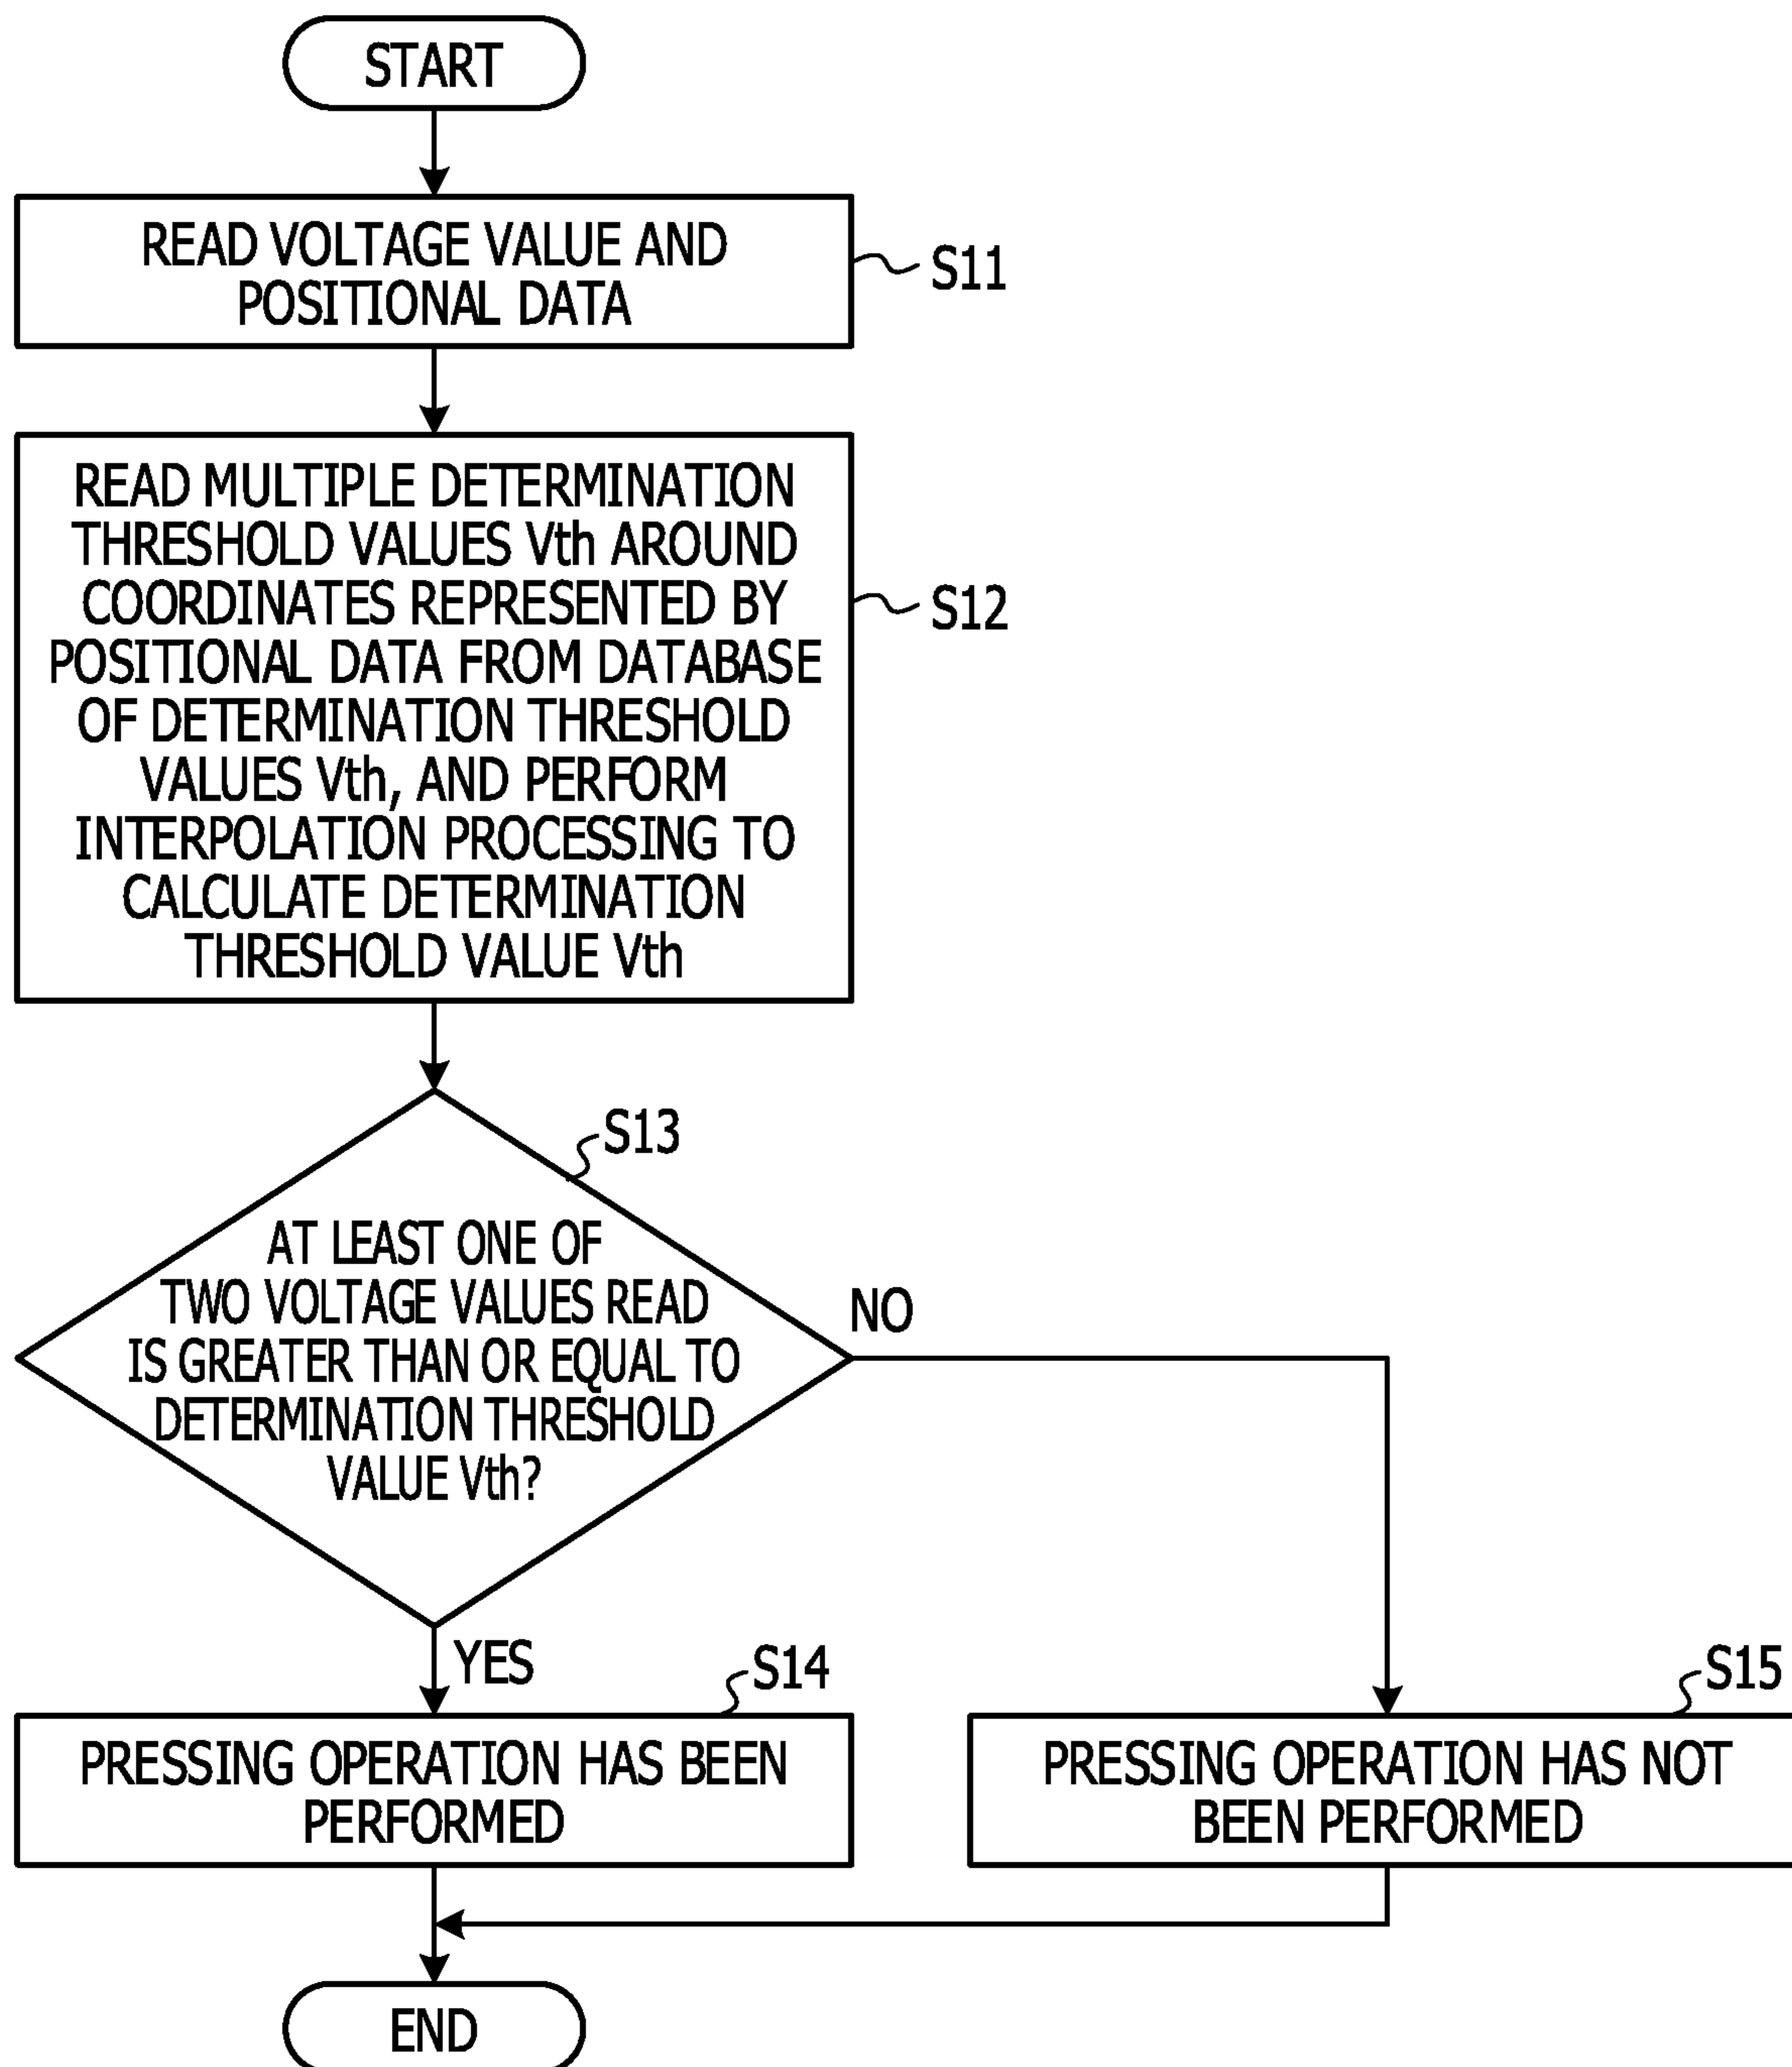 START
READ VOLTAGE VALUE AND
POSITIONAL DATA
S11
READ MULTIPLE DETERMINATION
THRESHOLD VALUES Vth AROUND
COORDINATES REPRESENTED BY
POSITIONAL DATA FROM DATABASE
OF DETERMINATION THRESHOLD
VALUES Vth, AND PERFORM
INTERPOLATION PROCESSING TO
CALCULATE DETERMINATION
THRESHOLD VALUE Vth
S12
S13
AT LEAST ONE OF
TWO VOLTAGE VALUES READ
IS GREATER THAN OR EQUAL TO
DETERMINATION THRESHOLD
VALUE Vth?
NO
YES
S14
PRESSING OPERATION HAS BEEN
PERFORMED
S15
PRESSING OPERATION HAS NOT
BEEN PERFORMED
END